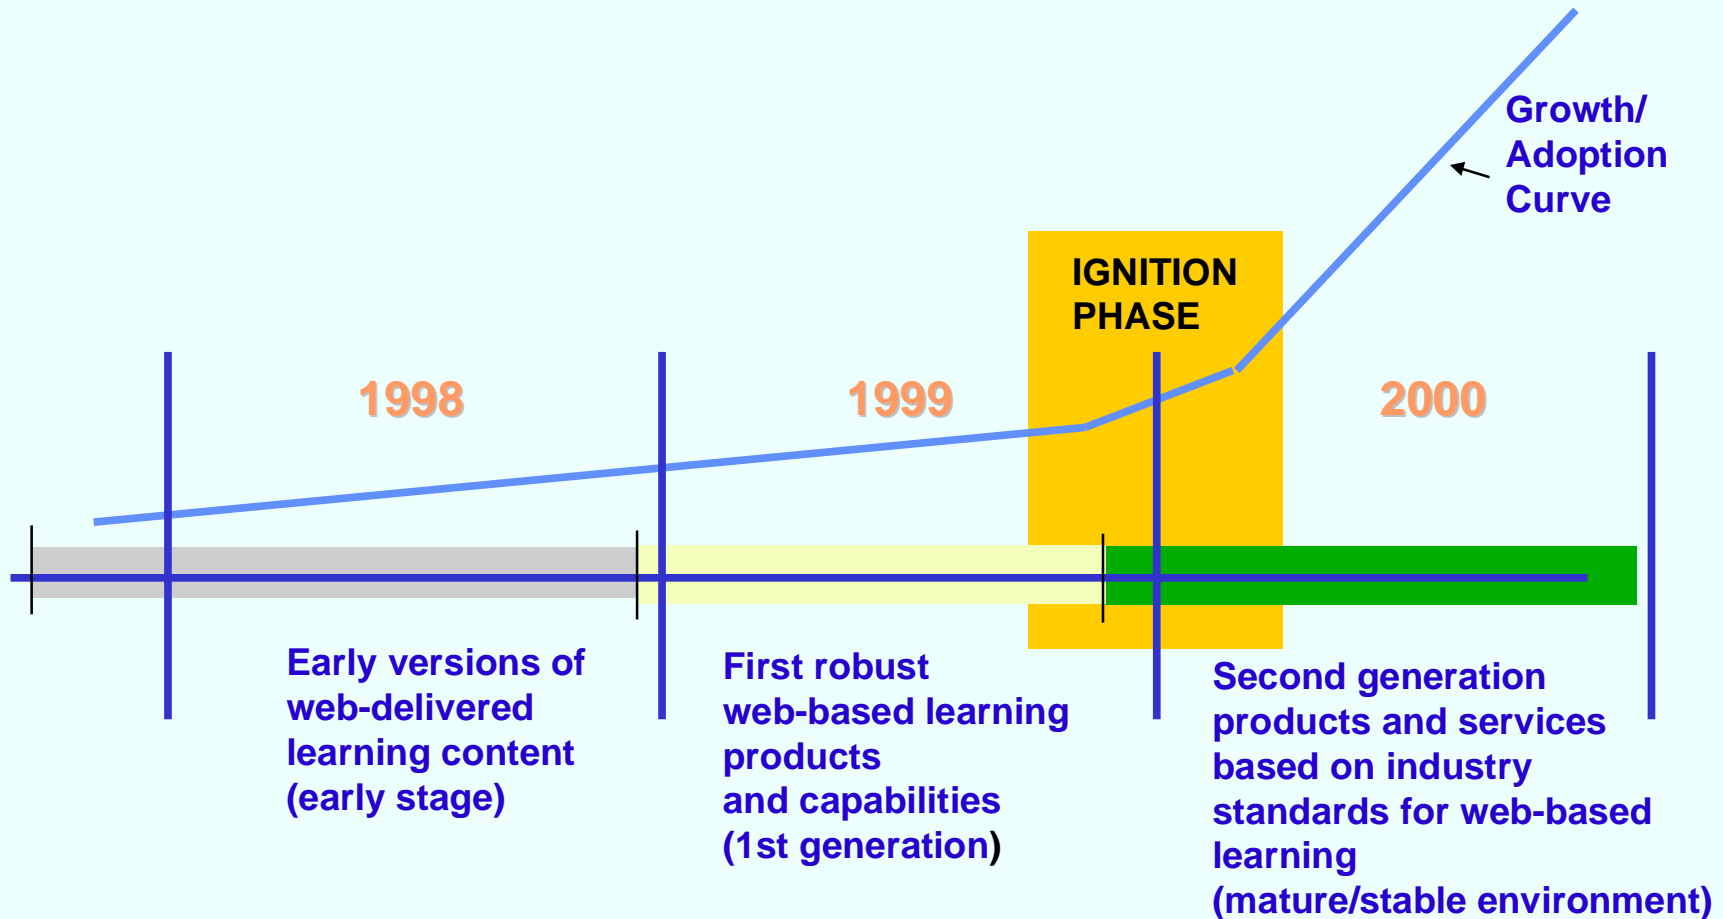 Growth/
Adoption
Curve
IGNITION
PHASE
1998
1999
2000
Early versions of
web-delivered
learning content
(early stage)
First robust
web-based learning
products
and capabilities
(1st generation)
Second generation
products and services
based on industry
standards for web-based
learning
(mature/stable environment)